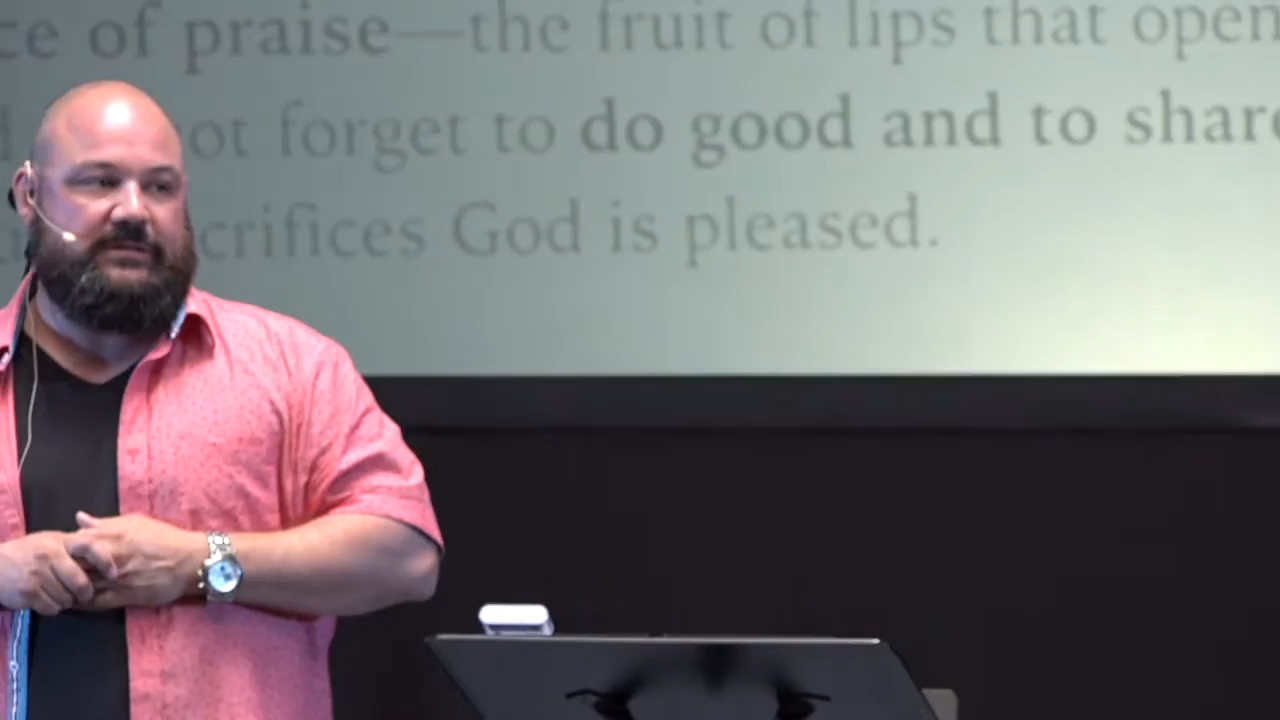 ce of praise—the fruit of lips that open
ot forget to do good and to share
crifices God is pleased.